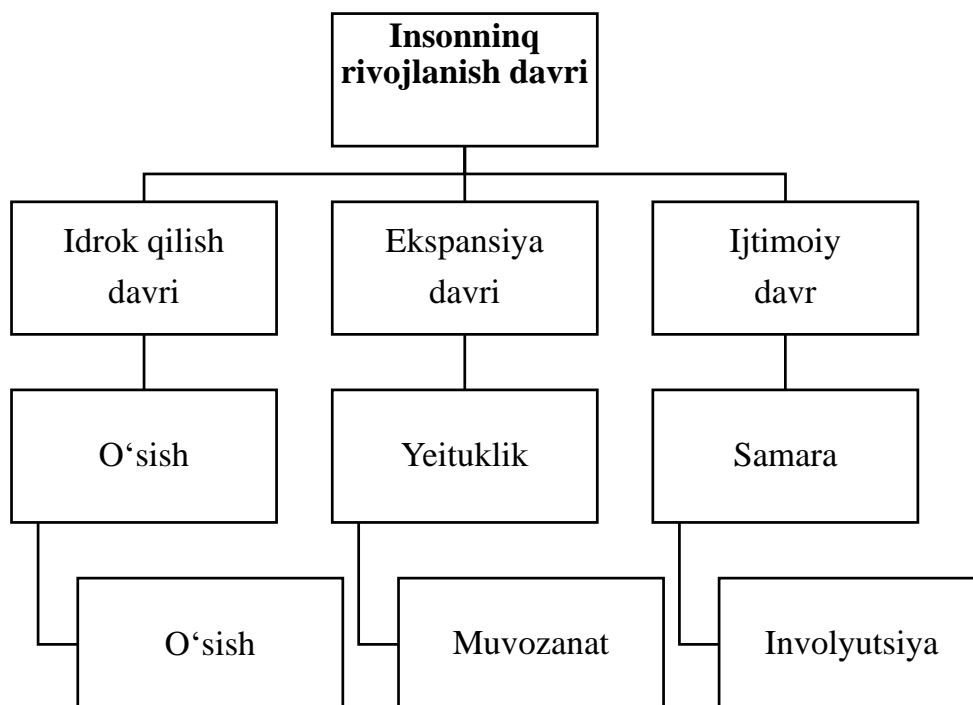 Insonninq
rivojlanish davri
Idrok qilish
davri
Ekspansiya
davri
Ijtimoiy
davr
O‘sish
Yeituklik
Samara
O‘sish
Muvozanat
Involyutsiya